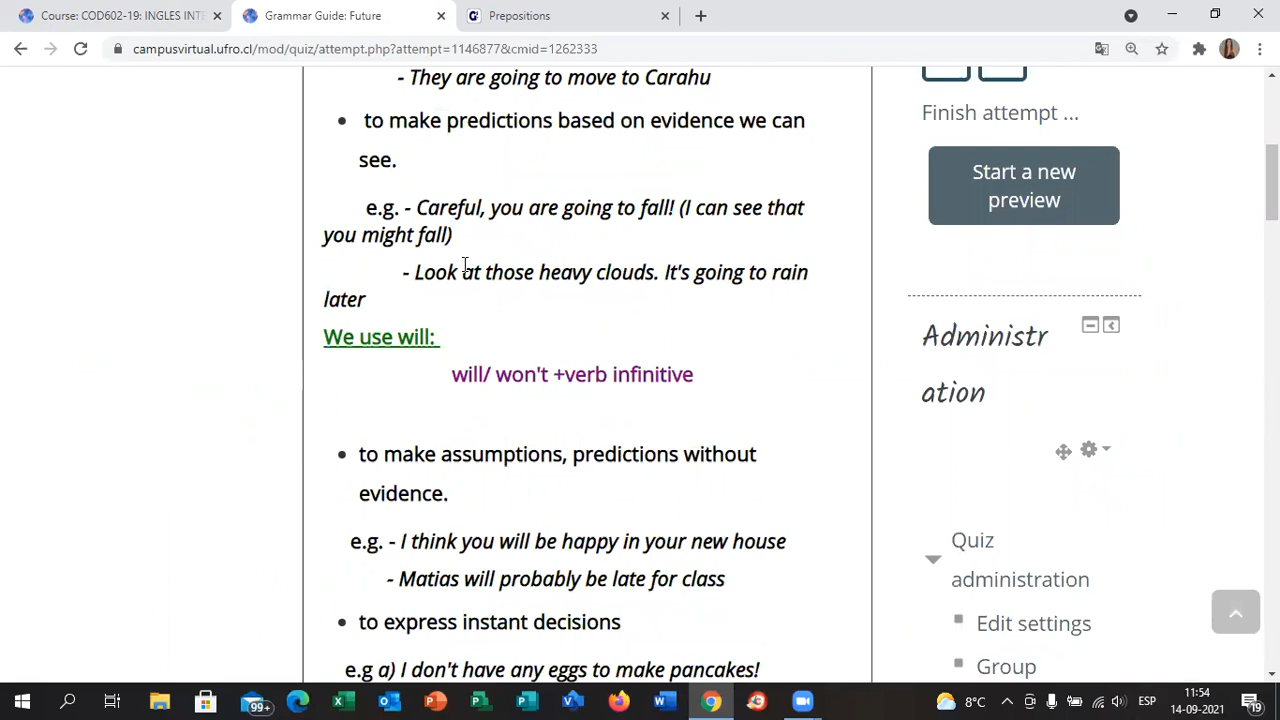 Course: COD602-19: INGLES INTE
Grammar Guide: Future
Prepositions
campusvirtual.ufro.cl/mod/quiz/attempt.php?attempt=1146877&cmid=1262333
- They are going to move to Carahu
to make predictions based on evidence we can
see.
e.g. - Careful, you are going to fall! (I can see that
you might fall)
- Look at those heavy clouds. It's going to rain
later
We use will:
will/ won't +verb infinitive
to make assumptions, predictions without
evidence.
e.g. - I think you will be happy in your new house
- Matias will probably be late for class
to express instant decisions
e.g a) I don't have any eggs to make pancakes!
Finish attempt ...
Start a new
preview
Administr
ation
Quiz
administration
Edit settings
Group
99+
8°C
ESP
11:54
14-09-2021
19